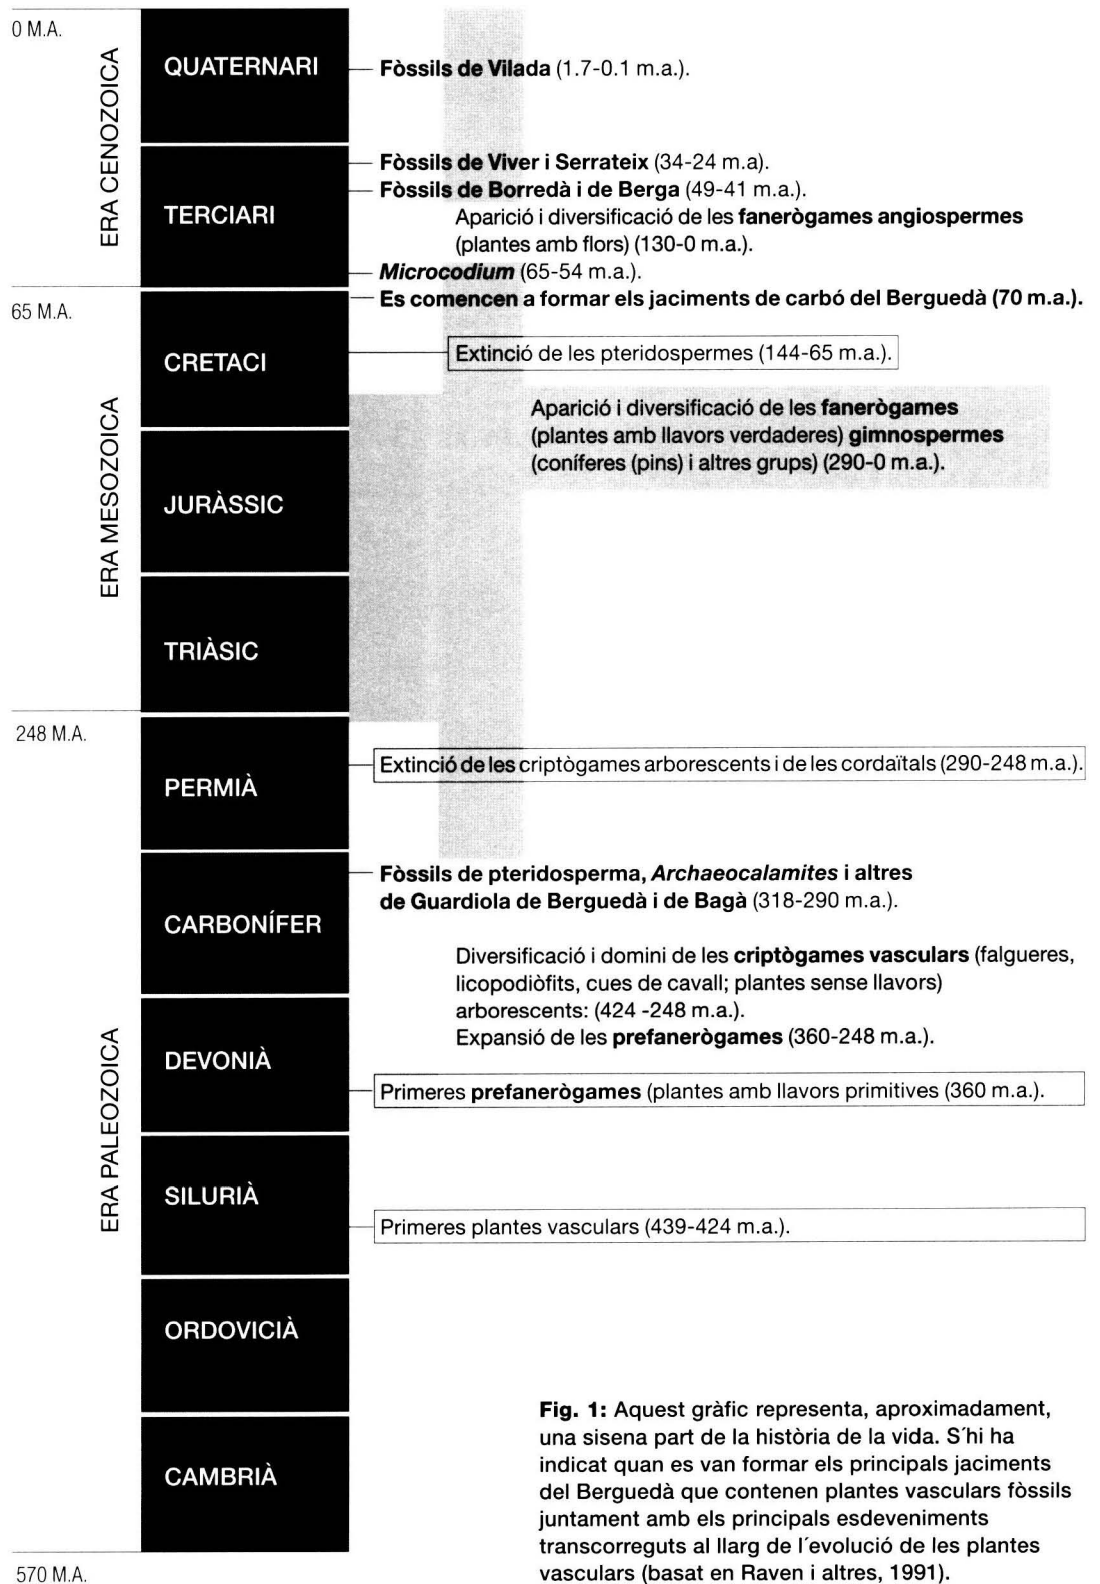 0 M.A.
ERA CENOZOICA
QUATERNARI
Fòssils de Vilada (1.7-0.1 m.a.).
TERCIARI
Fòssils de Viver i Serrateix (34-24 m.a).
Fòssils de Borredà i de Berga (49-41 m.a.).
Aparició i diversificació de les fanerògames angiospermes
(plantes amb flors) (130-0 m.a.).
Microcodium (65-54 m.a.).
65 M.A.
Es comencen a formar els jaciments de carbó del Berguedà (70 m.a.).
ERA MESOZOICA
CRETACI
Extinció de les pteridospermes (144-65 m.a.).
Aparició i diversificació de les fanerògames
(plantes amb llavors verdaderes) gimnospermes
(coníferes (pins) i altres grups) (290-0 m.a.).
JURÀSSIC
TRIÀSIC
248 M.A.
ERA PALEOZOICA
PERMIÀ
Extinció de les criptògames arborescents i de les cordaïtals (290-248 m.a.).
CARBONÍFER
Fòssils de pteridosperma, Archaeocalamites i altres
de Guardiola de Berguedà i de Bagà (318-290 m.a.).
Diversificació i domini de les criptògames vasculars (falgueres,
licopodiòfits, cues de cavall; plantes sense llavors)
arborescents: (424 -248 m.a.).
Expansió de les prefanerògames (360-248 m.a.).
DEVONIÀ
Primeres prefanerògames (plantes amb llavors primitives (360 m.a.).
SILURIÀ
Primeres plantes vasculars (439-424 m.a.).
ORDOVICIÀ
CAMBRIÀ
570 M.A.
Fig. 1: Aquest gràfic representa, aproximadament,
una sisena part de la història de la vida. S´hi ha
indicat quan es van formar els principals jaciments
del Berguedà que contenen plantes vasculars fòssils
juntament amb els principals esdeveniments
transcorreguts al llarg de l´evolució de les plantes
vasculars (basat en Raven i altres, 1991).